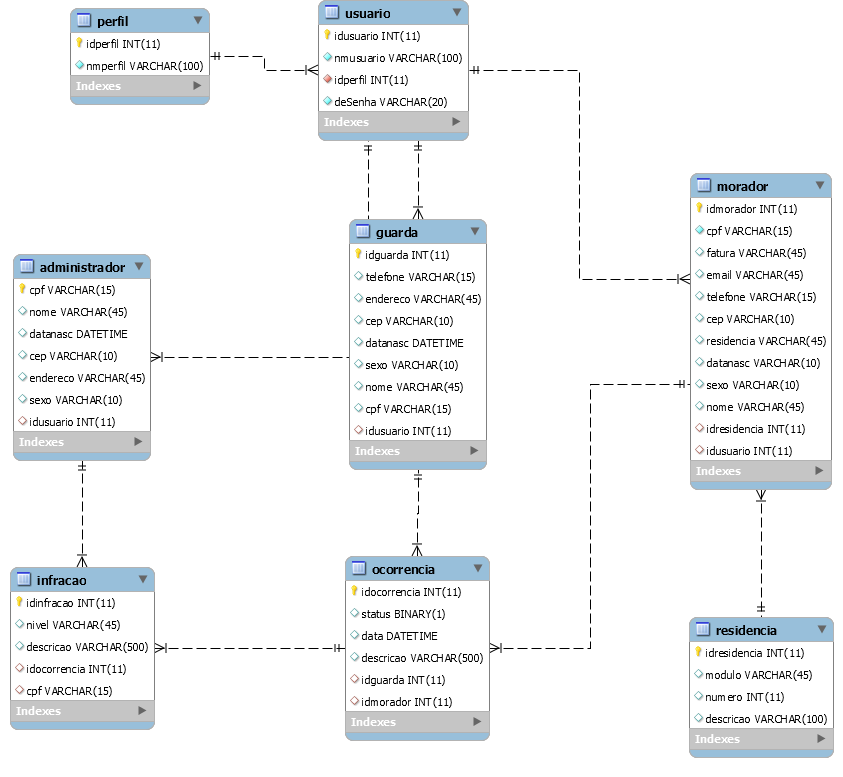 perfil
idperfil INT(11)
nmperfil VARCHAR(100)
Indexes
usuario
idusuario INT(11)
nmusuario VARCHAR(100)
idperfil INT(11)
deSenha VARCHAR(20)
Indexes
morador
idmorador INT(11)
cpf VARCHAR(15)
fatura VARCHAR(45)
email VARCHAR(45)
telefone VARCHAR(15)
cep VARCHAR(10)
residencia VARCHAR(45)
datanasc VARCHAR(10)
sexo VARCHAR(10)
nome VARCHAR(45)
idresidencia INT(11)
idusuario INT(11)
Indexes
guarda
idguarda INT(11)
telefone VARCHAR(15)
endereco VARCHAR(45)
cep VARCHAR(10)
datanasc DATETIME
sexo VARCHAR(10)
nome VARCHAR(45)
cpf VARCHAR(15)
idusuario INT(11)
Indexes
administrador
cpf VARCHAR(15)
nome VARCHAR(45)
datanasc DATETIME
cep VARCHAR(10)
endereco VARCHAR(45)
sexo VARCHAR(10)
idusuario INT(11)
Indexes
infracao
idinfracao INT(11)
nivel VARCHAR(45)
descricao VARCHAR(500)
idocorrencia INT(11)
cpf VARCHAR(15)
Indexes
ocorrencia
idocorrencia INT(11)
status BINARY(1)
data DATETIME
descricao VARCHAR(500)
idguarda INT(11)
idmorador INT(11)
Indexes
residencia
idresidencia INT(11)
modulo VARCHAR(45)
numero INT(11)
descricao VARCHAR(100)
Indexes